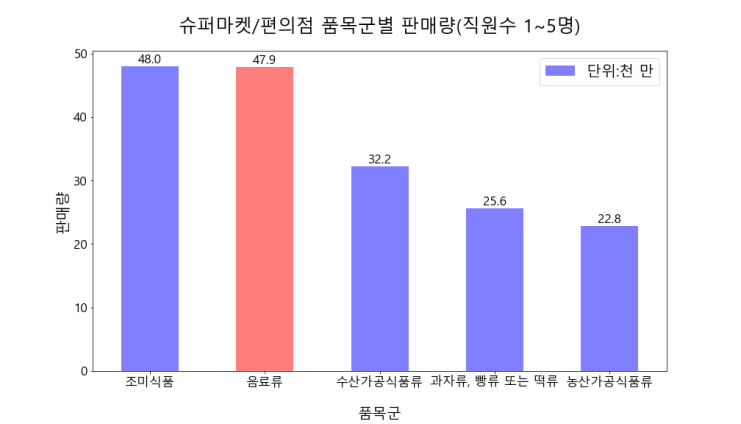 슈퍼마켓/편의점 품목군별 판매량(직원수 1~5명)
단위:천 만
판매량
50
40
30
20
10
0
48.0
47.9
32.2
25.6
22.8
조미식품
음료류
수산가공식품류
과자류, 빵류 또는 떡류
농산가공식품류
품목군